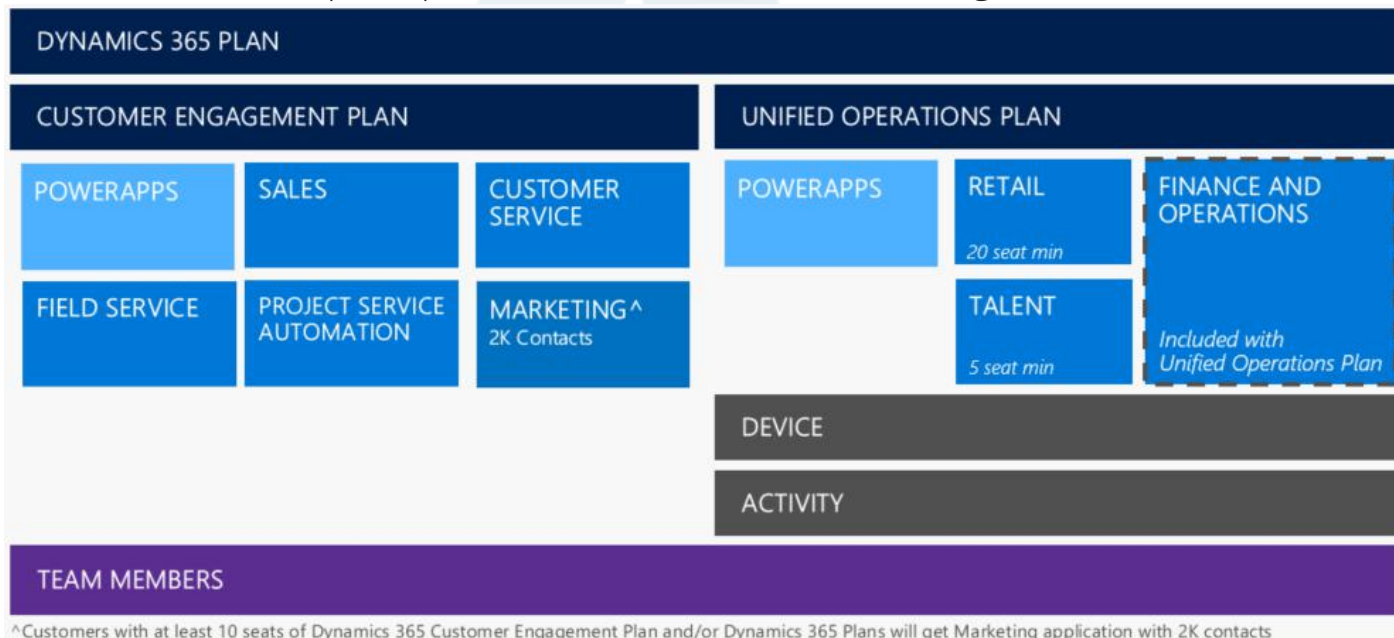 DYNAMICS 365 PLAN
CUSTOMER ENGAGEMENT PLAN
UNIFIED OPERATIONS PLAN
POWERAPPS
SALES
CUSTOMER
SERVICE
POWERAPPS
RETAIL
20 seat min
FINANCE AND
OPERATIONS
Included with
Unified Operations Plan
FIELD SERVICE
PROJECT SERVICE
AUTOMATION
MARKETING^
2K Contacts
TALENT
5 seat min
DEVICE
ACTIVITY
TEAM MEMBERS
^Customers with at least 10 seats of Dynamics 365 Customer Engagement Plan and/or Dynamics 365 Plans will get Marketing application with 2K contacts